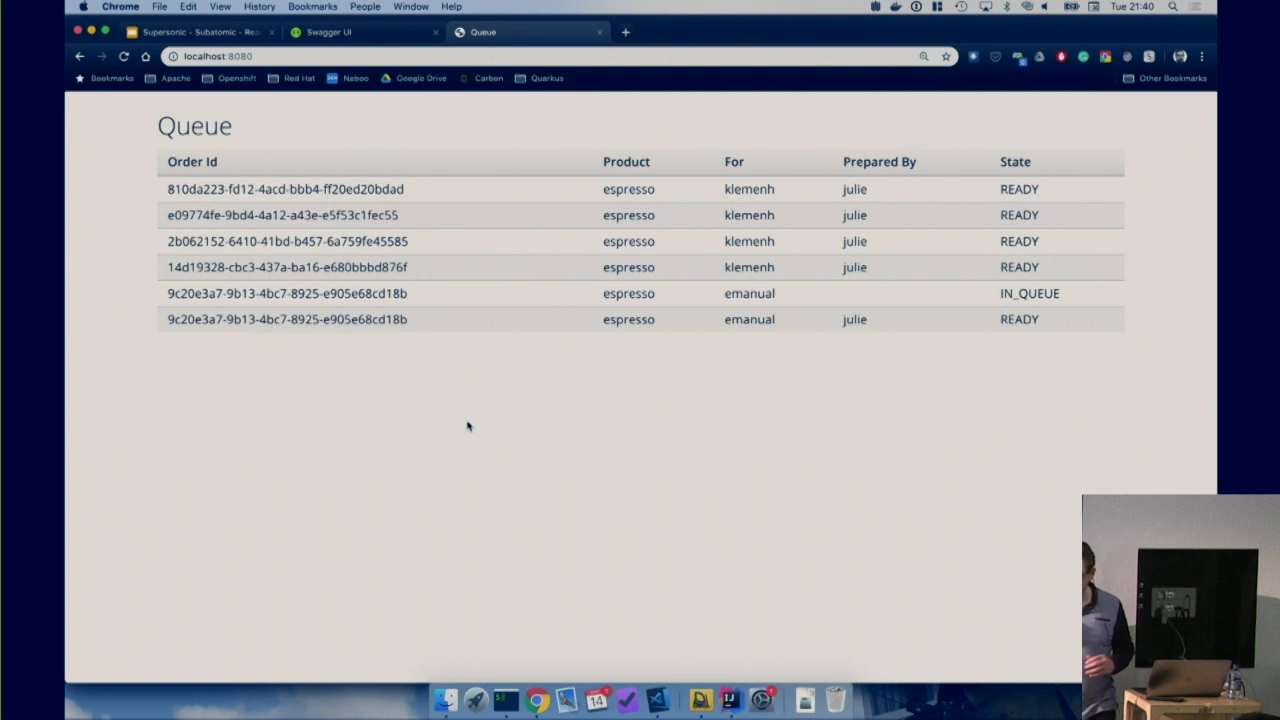 Chrome File Edit View History Bookmarks People Window Help Tue 21:40
Supersonic - Subatomic - Rea Swagger UI Queue
localhost:8080
Bookmarks Apache Openshift Red Hat Naboo Google Drive Carbon Quarkus Other Bookmarks
Queue
Order Id Product For Prepared By State
810da223-fd12-4acd-bbb4-ff20ed20bdad espresso klemenh julie READY
e09774fe-9bd4-4a12-a43e-e5f53c1fec55 espresso klemenh julie READY
2b062152-6410-41bd-b457-6a759fe45585 espresso klemenh julie READY
14d19328-cbc3-437a-ba16-e680bbbd876f espresso klemenh julie READY
9c20e3a7-9b13-4bc7-8925-e905e68cd18b espresso emanual IN_QUEUE
9c20e3a7-9b13-4bc7-8925-e905e68cd18b espresso emanual julie READY